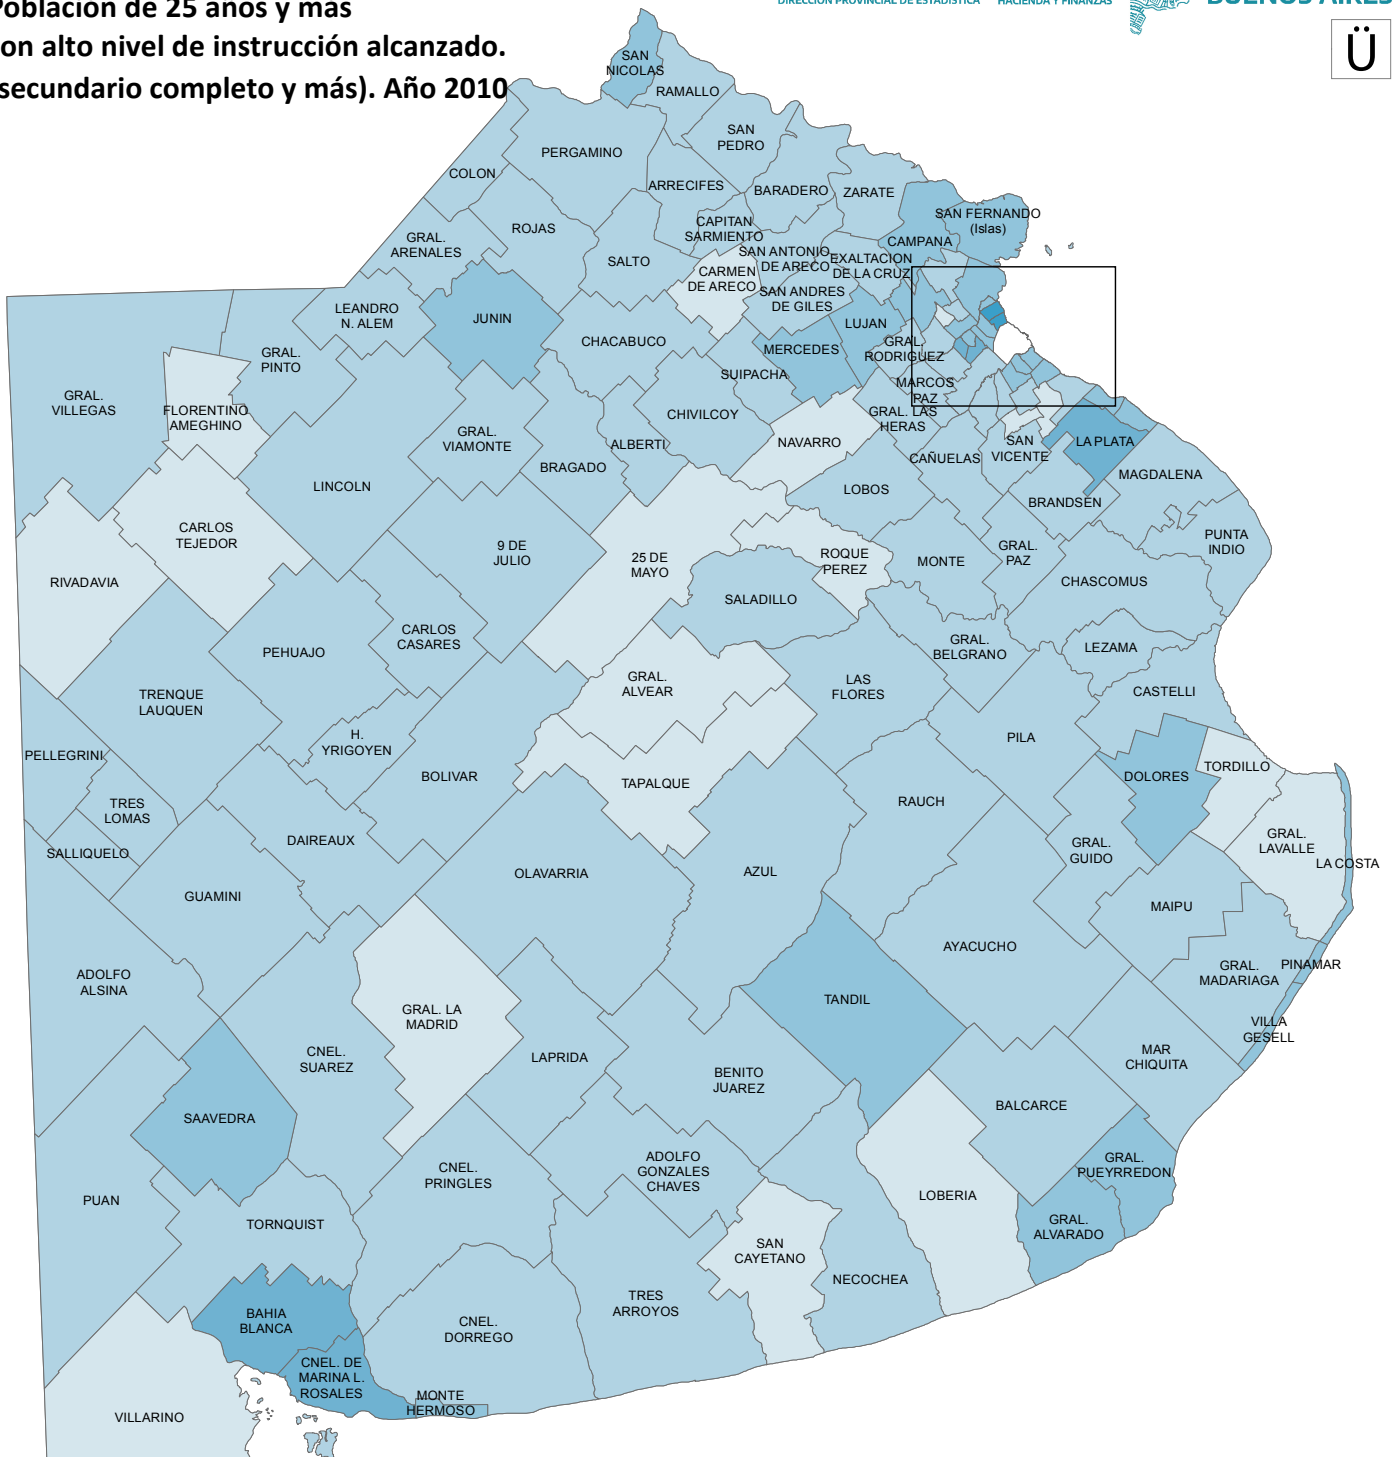 Población de 25 años y más
on alto nivel de instrucción alcanzado.
secundario completo y más). Año 2010
DIRECCIÓN PROVINCIAL DE ESTADÍSTICA
HACIENDA Y FINANZAS
BUENOS AIRES
Ü
SAN
NICOLAS
RAMALLO
SAN
PEDRO
PERGAMINO
COLON
ARRECIFES
BARADERO
ZARATE
SAN FERNANDO
(Islas)
CAMPANA
GRAL.
ARENALES
ROJAS
SALTO
CAPITAN
SARMIENTO
SAN ANTONIO
DE ARECO
EXALTACION
DE LA CRUZ
CARMEN
DE ARECO
SAN ANDRES
DE GILES
LEANDRO
N. ALEM
JUNIN
CHACABUCO
MERCEDES
LUJAN
GRAL.
RODRIGUEZ
SUIPACHA
MARCOS
PAZ
GRAL.
PINTO
GRAL.
VILLEGAS
FLORENTINO
AMEGHINO
GRAL.
VIAMONTE
BRAGADO
ALBERTI
CHIVILCOY
NAVARRO
GRAL. LAS
HERAS
CAÑUELAS
SAN
VICENTE
LA PLATA
LINCOLN
LOBOS
BRANDSEN
MAGDALENA
CARLOS
TEJEDOR
RIVADAVIA
9 DE
JULIO
25 DE
MAYO
ROQUE
PEREZ
MONTE
GRAL.
PAZ
PUNTA
INDIO
CHASCOMUS
SALADILLO
PEHUAJO
CARLOS
CASARES
GRAL.
BELGRANO
LEZAMA
TRENQUE
LAUQUEN
GRAL.
ALVEAR
LAS
FLORES
CASTELLI
PELLEGRINI
H.
YRIGOYEN
BOLIVAR
TAPALQUE
PILA
DOLORES
TORDILLO
TRES
LOMAS
RAUCH
SALLIQUELO
DAIREAUX
GRAL.
GUIDO
GRAL.
LAVALLE
LA COSTA
GUAMINI
OLAVARRIA
AZUL
MAIPU
AYACUCHO
ADOLFO
ALSINA
GRAL.
MADARIAGA
PINAMAR
GRAL. LA
MADRID
TANDIL
VILLA
GESELL
CNEL.
SUAREZ
LAPRIDA
MAR
CHIQUITA
BENITO
JUAREZ
BALCARCE
SAAVEDRA
CNEL.
PRINGLES
ADOLFO
GONZALES
CHAVES
GRAL.
PUEYRREDON
PUAN
LOBERIA
TORNQUIST
GRAL.
ALVARADO
SAN
CAYETANO
NECOCHEA
TRES
ARROYOS
BAHIA
BLANCA
CNEL.
DORREGO
CNEL. DE
MARINA L.
ROSALES
MONTE
HERMOSO
VILLARINO